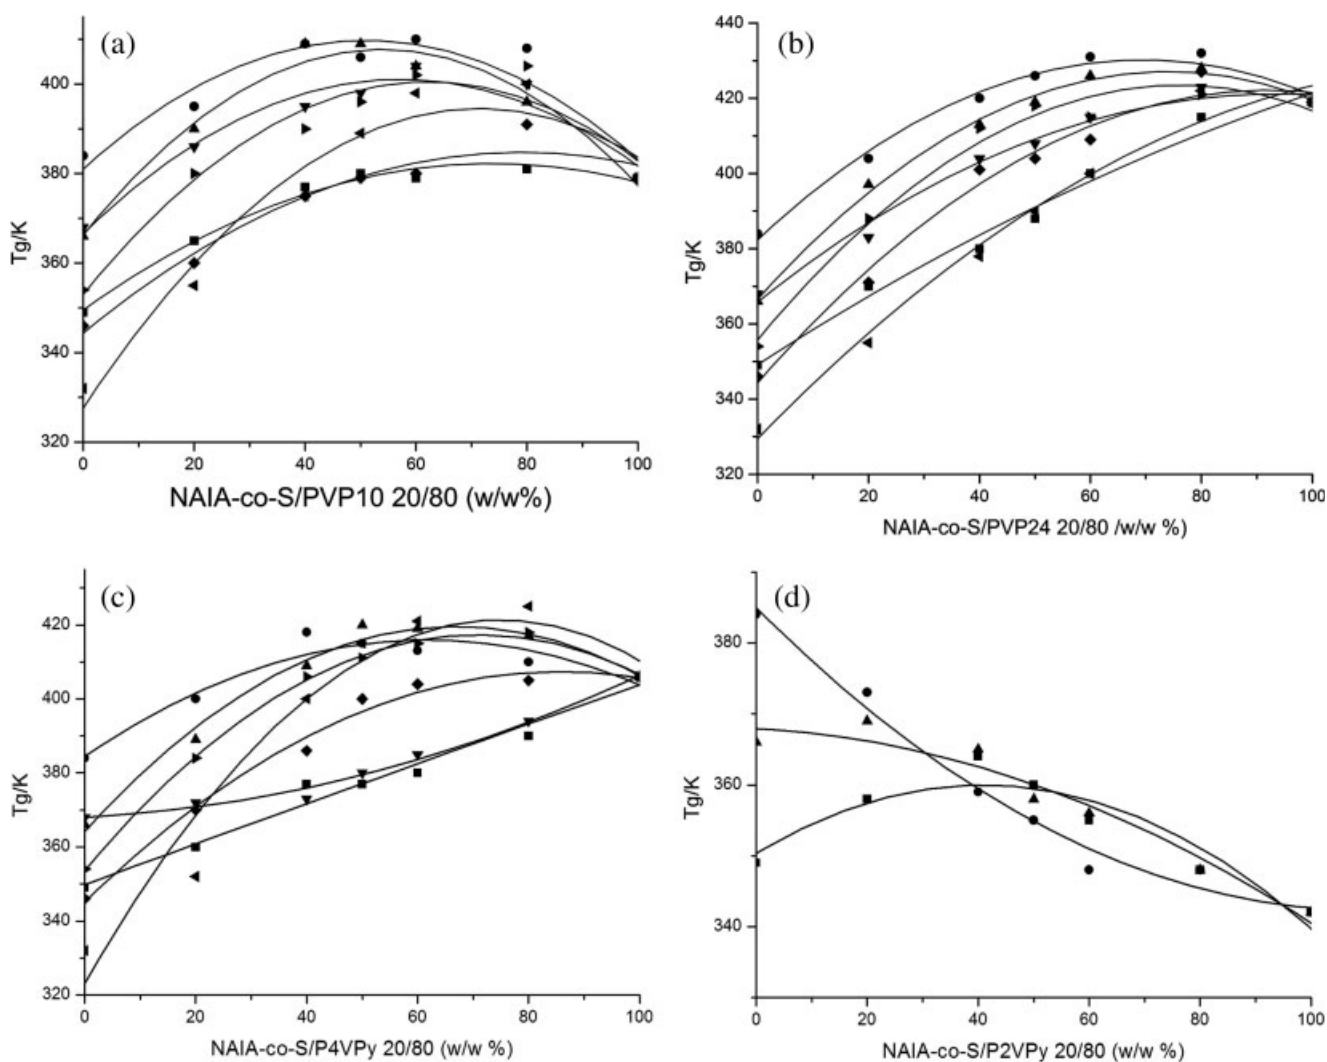 (a)
Tg/K
400
380
360
340
320
0 20 40 60 80 100
NAIA-co-S/PVP10 20/80 (w/w%)
(b)
Tg/K
440
420
400
380
360
340
320
0 20 40 60 80 100
NAIA-co-S/PVP24 20/80 /w/w %)
(c)
Tg/K
420
400
380
360
340
320
0 20 40 60 80 100
NAIA-co-S/P4VPy 20/80 (w/w %)
(d)
Tg/K
380
360
340
0 20 40 60 80 100
NAIA-co-S/P2VPy 20/80 (w/w %)